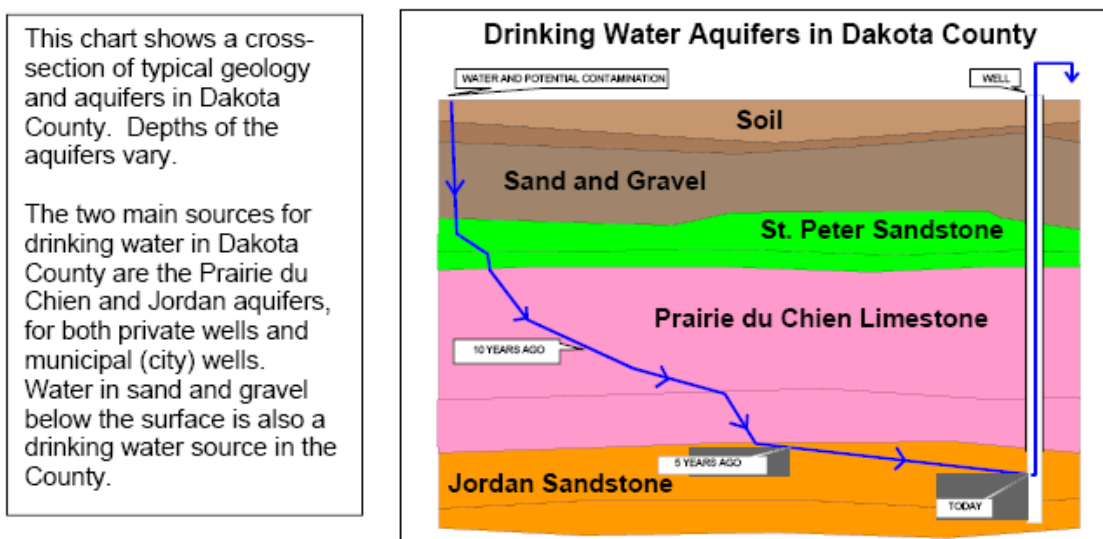 This chart shows a cross-
section of typical geology
and aquifers in Dakota
County. Depths of the
aquifers vary.
The two main sources for
drinking water in Dakota
County are the Prairie du
Chien and Jordan aquifers,
for both private wells and
municipal (city) wells.
Water in sand and gravel
below the surface is also a
drinking water source in the
County.
Drinking Water Aquifers in Dakota County
WATER AND POTENTIAL CONTAMINATION
WELL
Soil
Sand and Gravel
St. Peter Sandstone
Prairie du Chien Limestone
10 YEARS AGO
5 YEARS AGO
Jordan Sandstone
TODAY